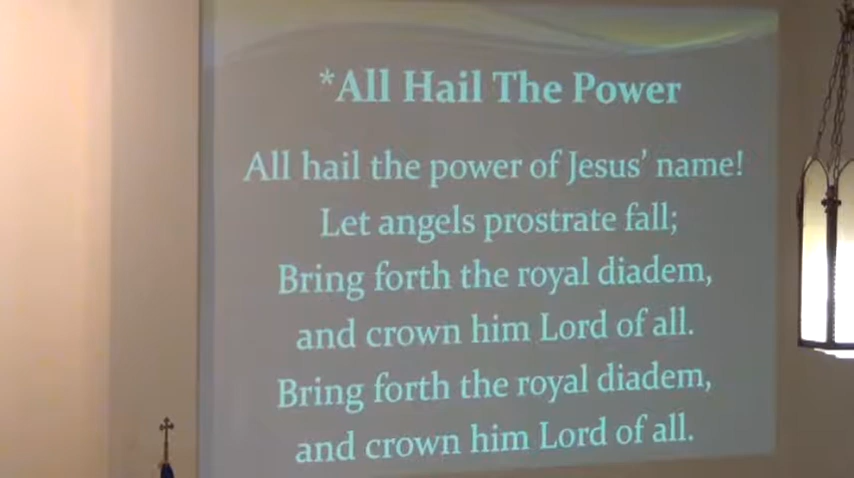 *All Hail The Power
All hail the power of Jesus’ name!
Let angels prostrate fall;
Bring forth the royal diadem,
and crown him Lord of all.
Bring forth the royal diadem,
and crown him Lord of all.